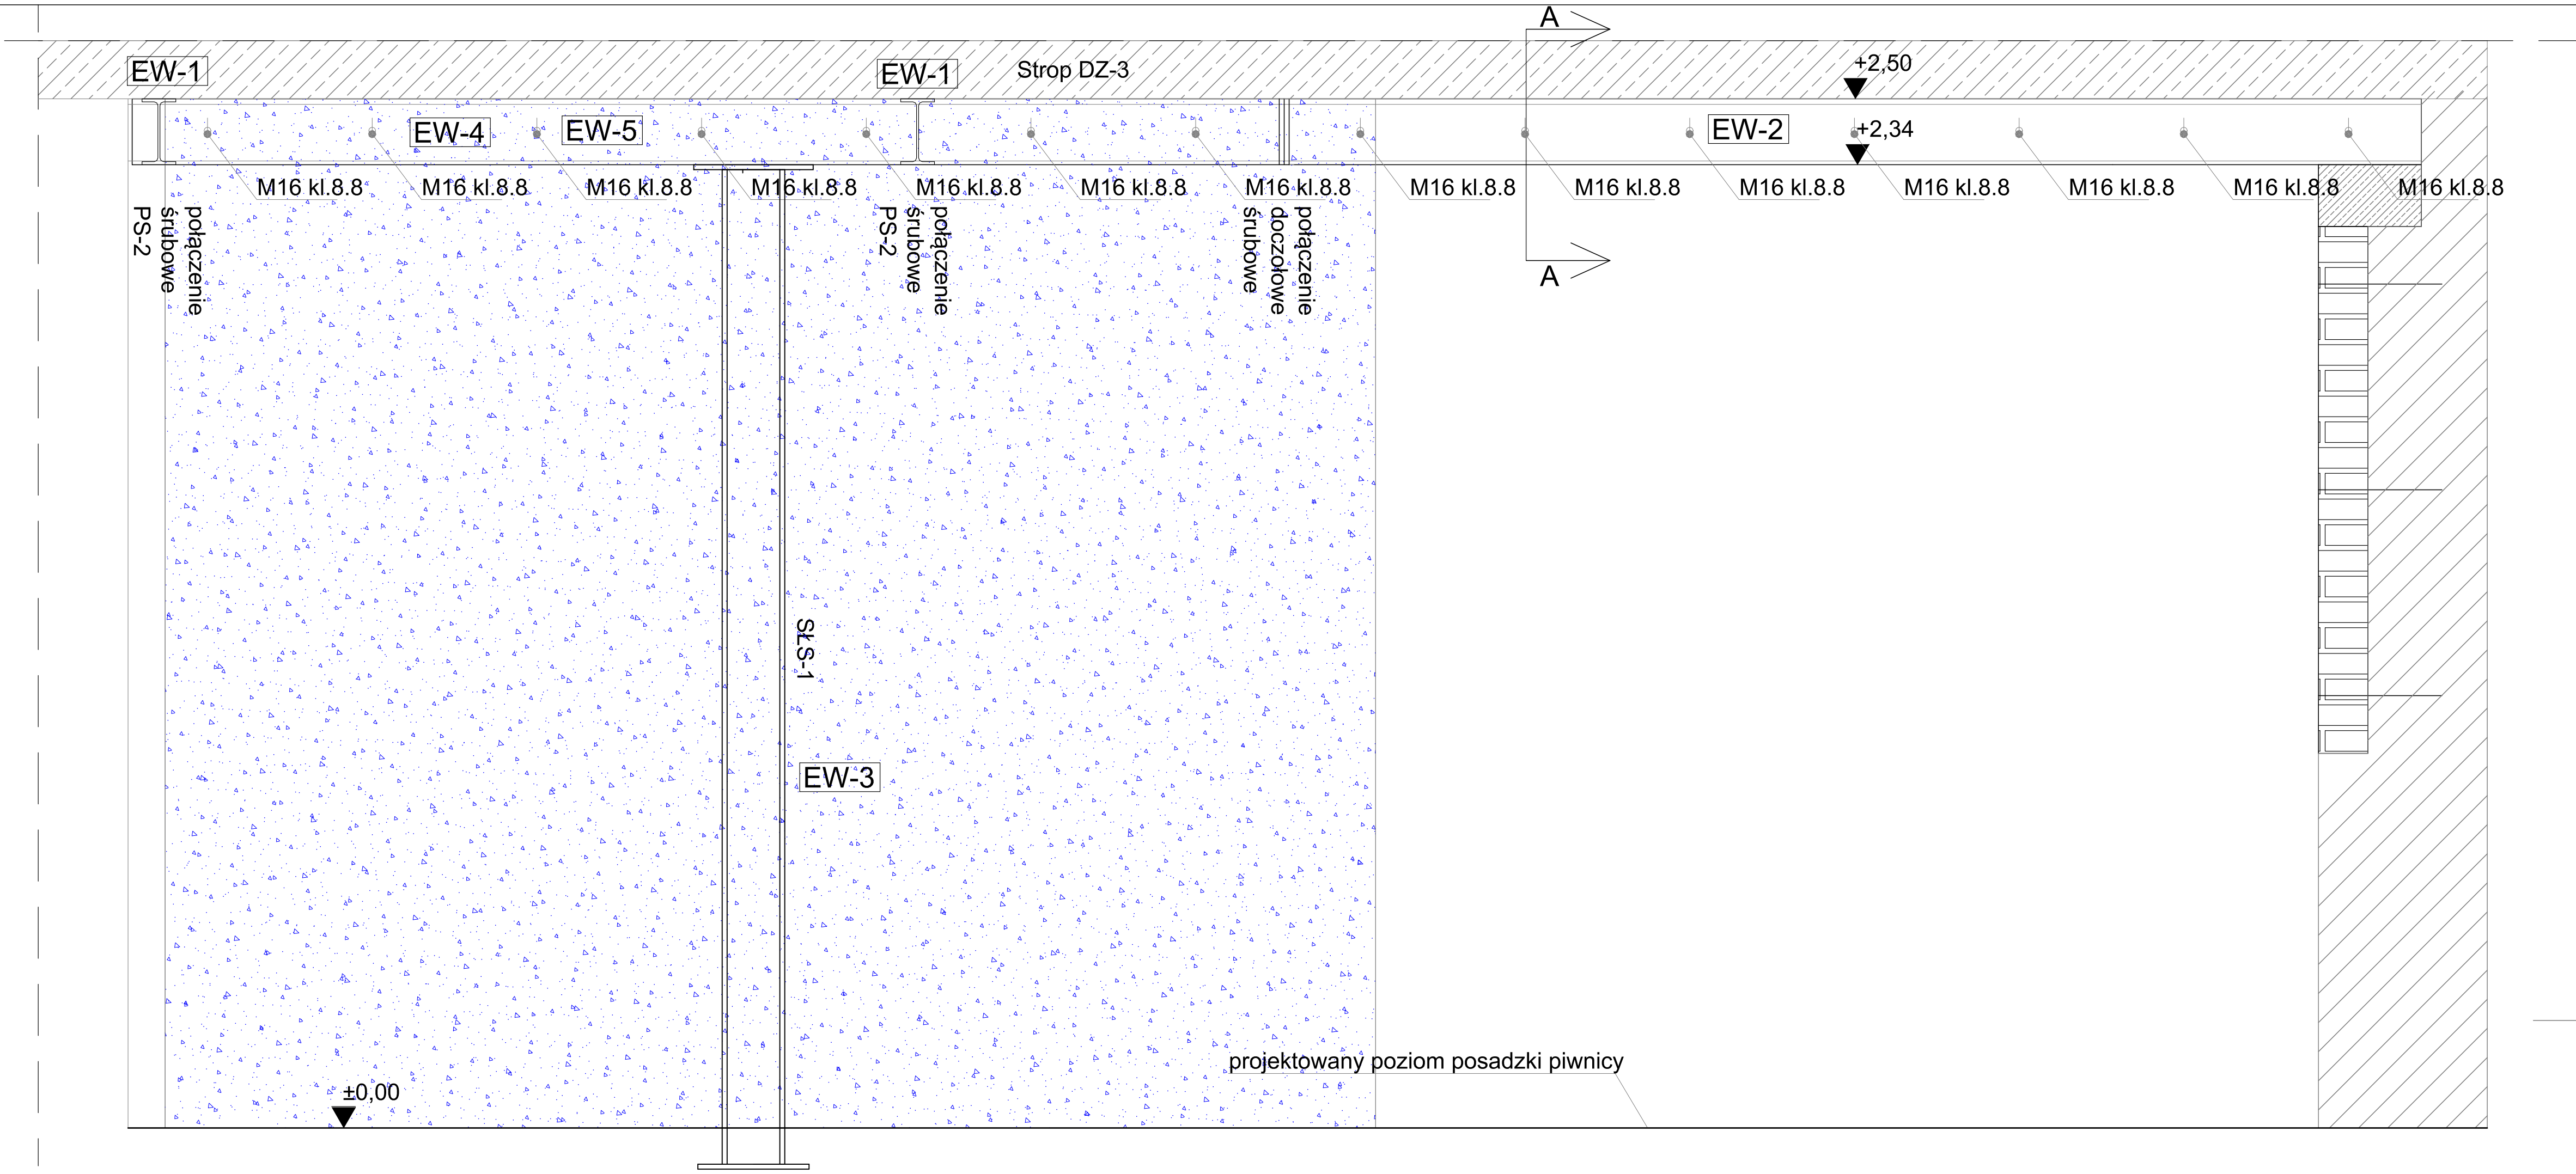 A
EW-1
EW-1
Strop DZ-3
+2,50
EW-4
EW-5
EW-2
+2,34
M16 kl.8.8
M16 kl.8.8
M16 kl.8.8
M16 kl.8.8
M16 kl.8.8
M16 kl.8.8
M16 kl.8.8
M16 kl.8.8
M16 kl.8.8
M16 kl.8.8
M16 kl.8.8
M16 kl.8.8
M16 kl.8.8
M16 kl.8.8
połączenie
śrubowe
PS-2
połączenie
śrubowe
PS-2
połączenie
doczołowe
śrubowe
A
SŁS-1
EW-3
projektowany poziom posadzki piwnicy
±0,00